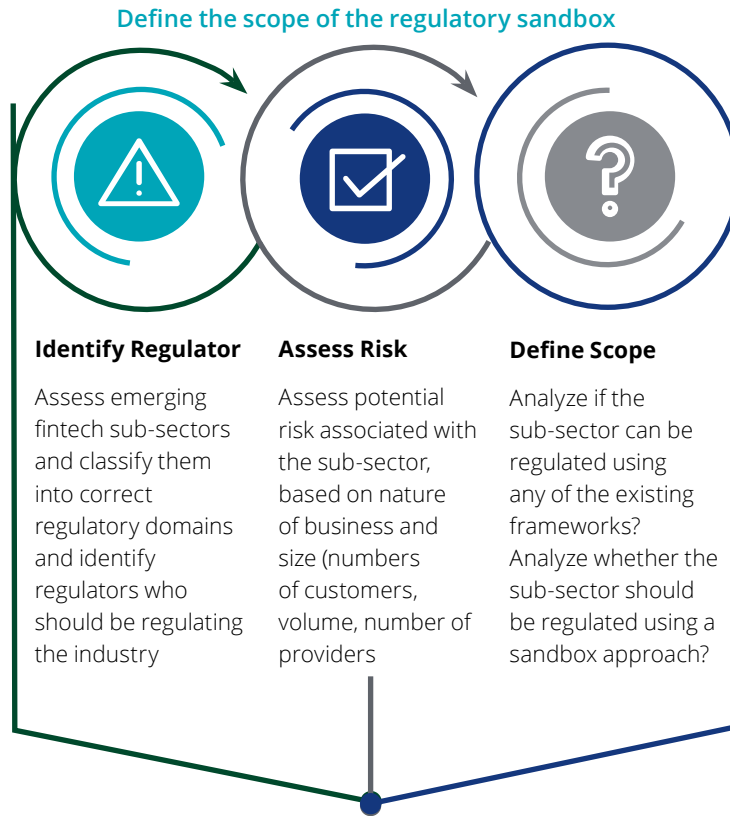 Define the scope of the regulatory sandbox
Identify Regulator
Assess emerging
fintech sub-sectors
and classify them
into correct
regulatory domains
and identify
regulators who
should be regulating
the industry
Assess Risk
Assess potential
risk associated with
the sub-sector,
based on nature
of business and
size (numbers
of customers,
volume, number of
providers
Define Scope
Analyze if the
sub-sector can be
regulated using
any of the existing
frameworks?
Analyze whether the
sub-sector should
be regulated using a
sandbox approach?